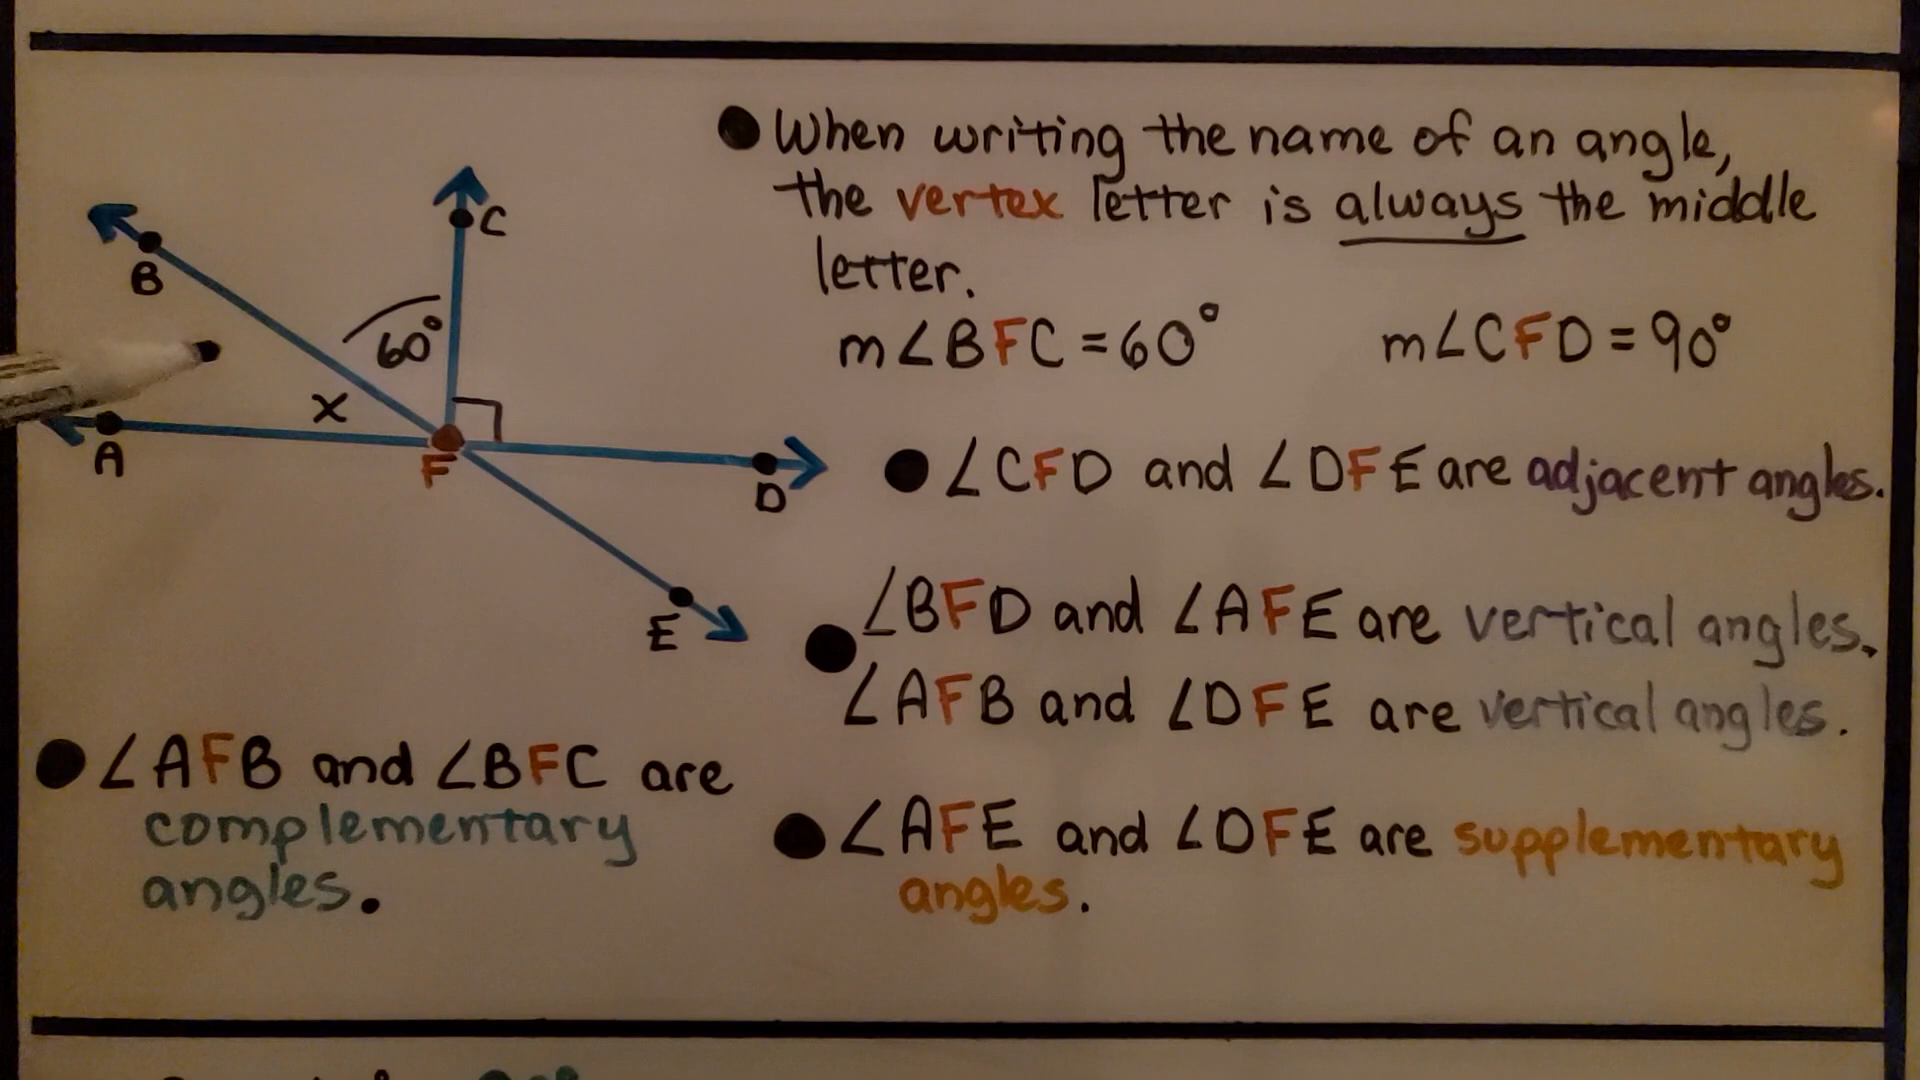 B
C
60°
x
A
F
D
E
● When writing the name of an angle,
the vertex letter is always the middle
letter.
m∠BFC = 60° m∠CFD = 90°
● ∠CFD and ∠DFE are adjacent angles.
● ∠BFD and ∠AFE are vertical angles.
∠AFB and ∠DFE are vertical angles.
● ∠AFB and ∠BFC are
complementary
angles.
● ∠AFE and ∠DFE are supplementary
angles.